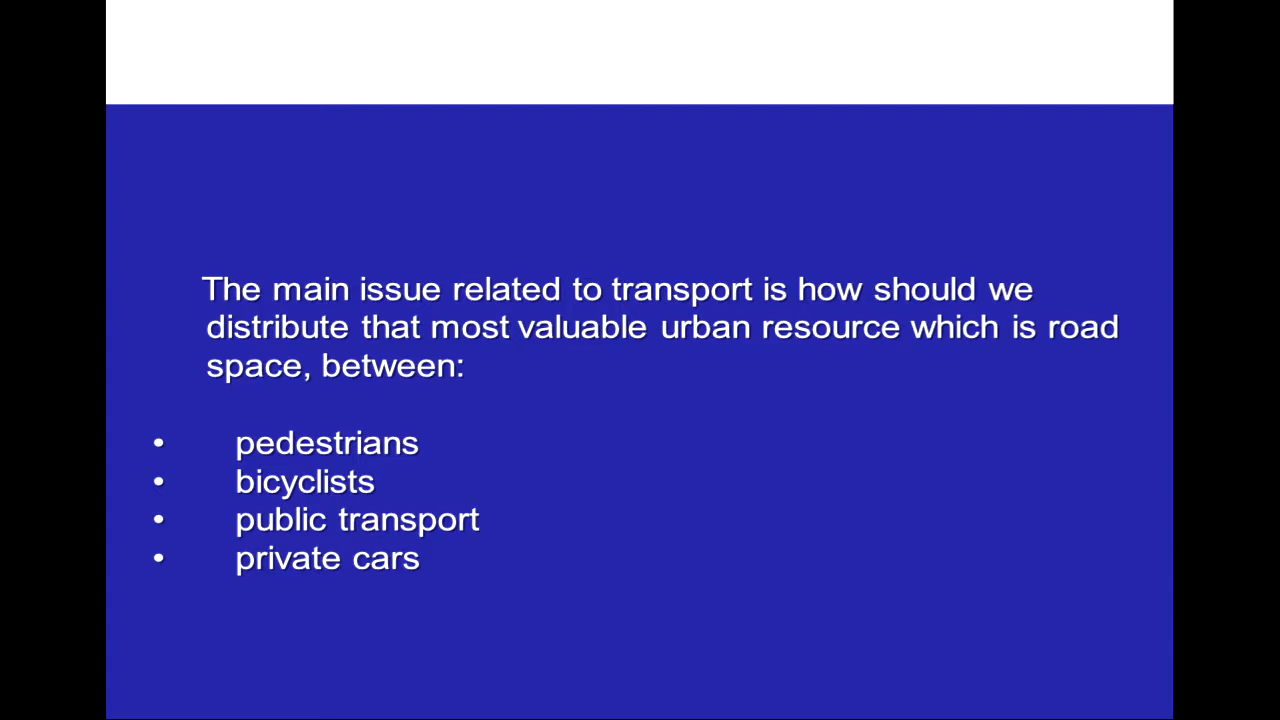 The main issue related to transport is how should we
distribute that most valuable urban resource which is road
space, between:
• pedestrians
• bicyclists
• public transport
• private cars